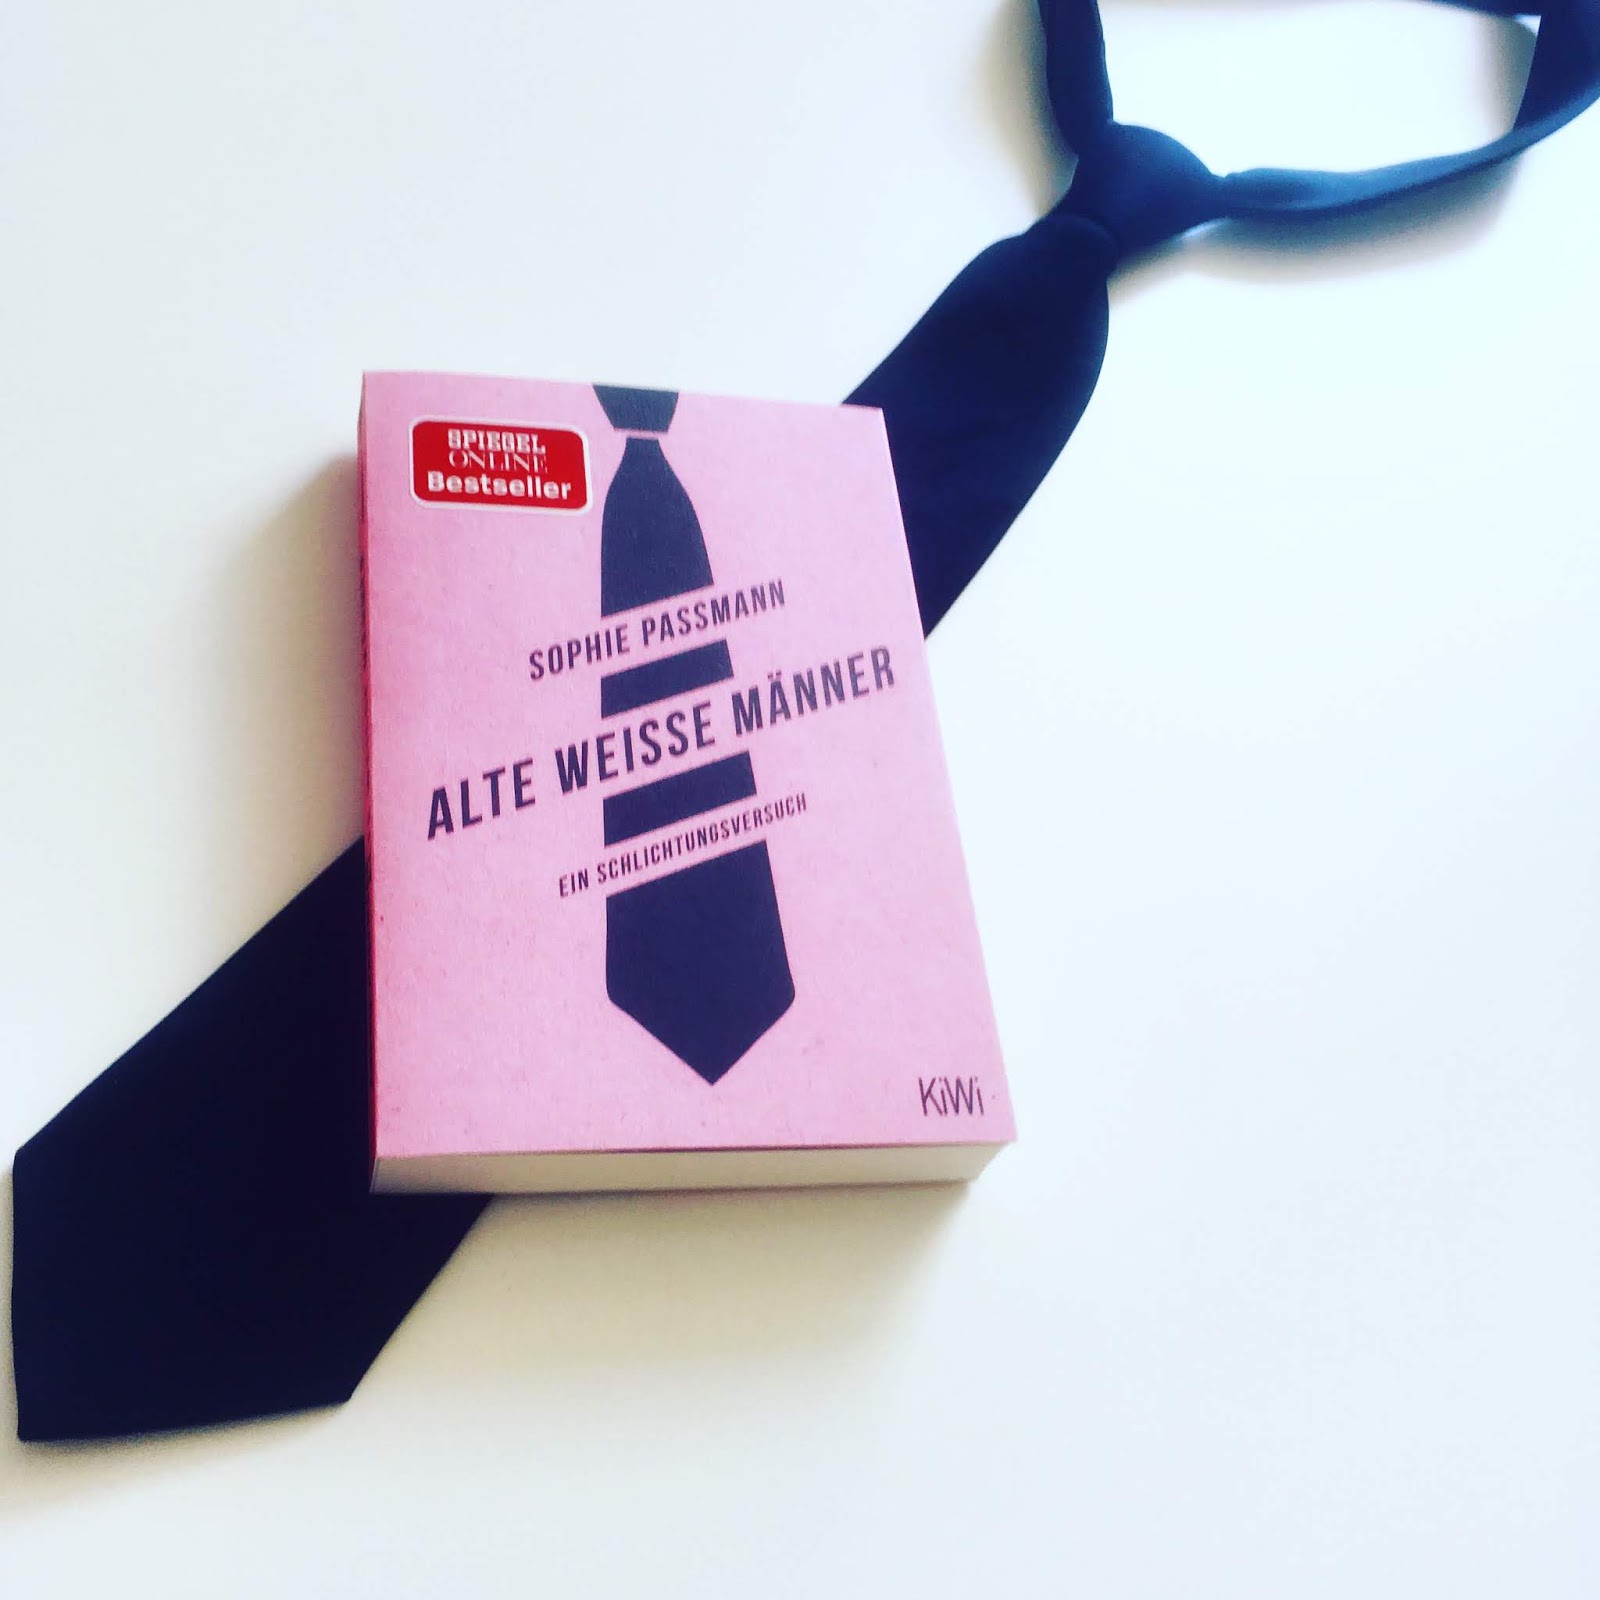 SPIEGEL
ONLINE
Bestseller
SOPHIE PASSMANN
ALTE WEISSE MÄNNER
EIN SCHLICHTUNGSVERSUCH
KiWi